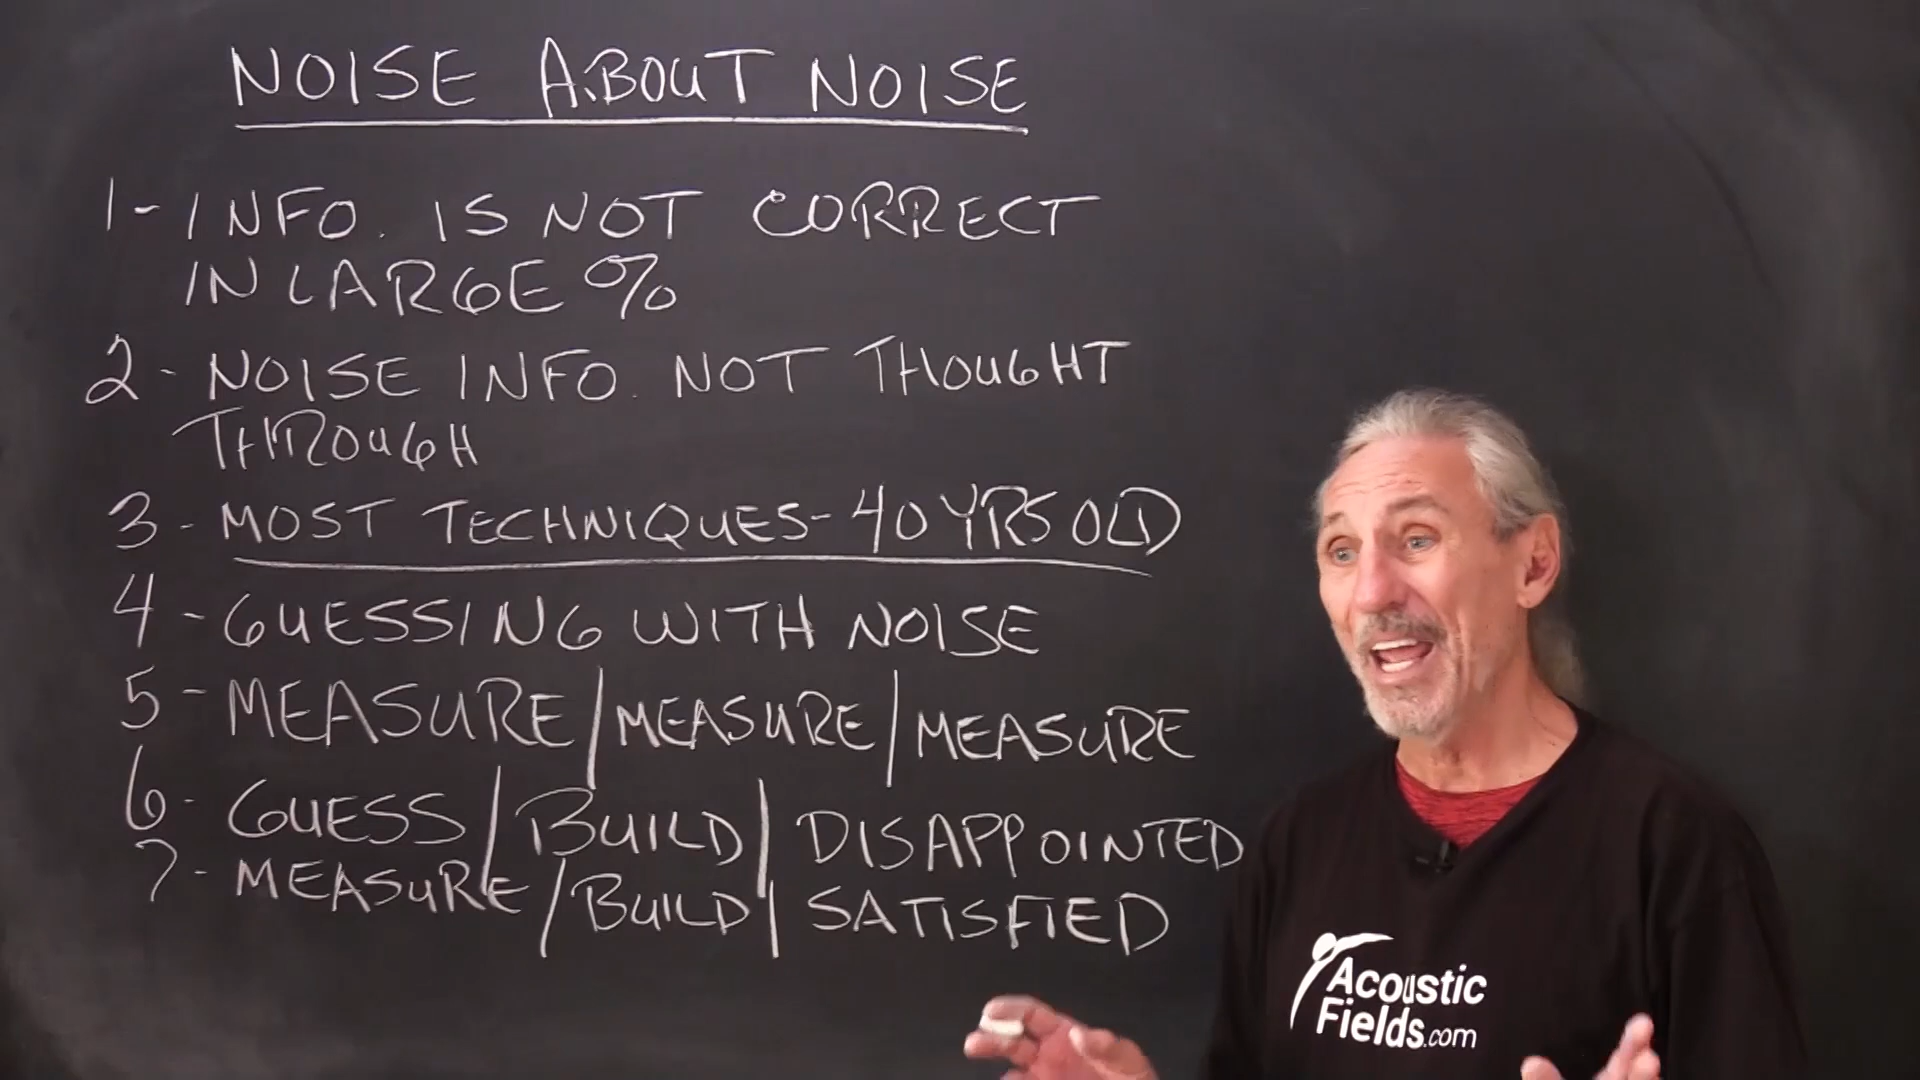 NOISE ABOUT NOISE
1-INFO. IS NOT CORRECT
IN LARGE %
2- NOISE INFO. NOT THOUGHT
THROUGH
3- MOST TECHNIQUES-40 YRS OLD
4-GUESSING WITH NOISE
5-MEASURE/MEASURE/MEASURE
6- GUESS/BUILD/DISAPPOINTED
7- MEASURE/BUILD/SATISFIED
Acoustic
Fields.com